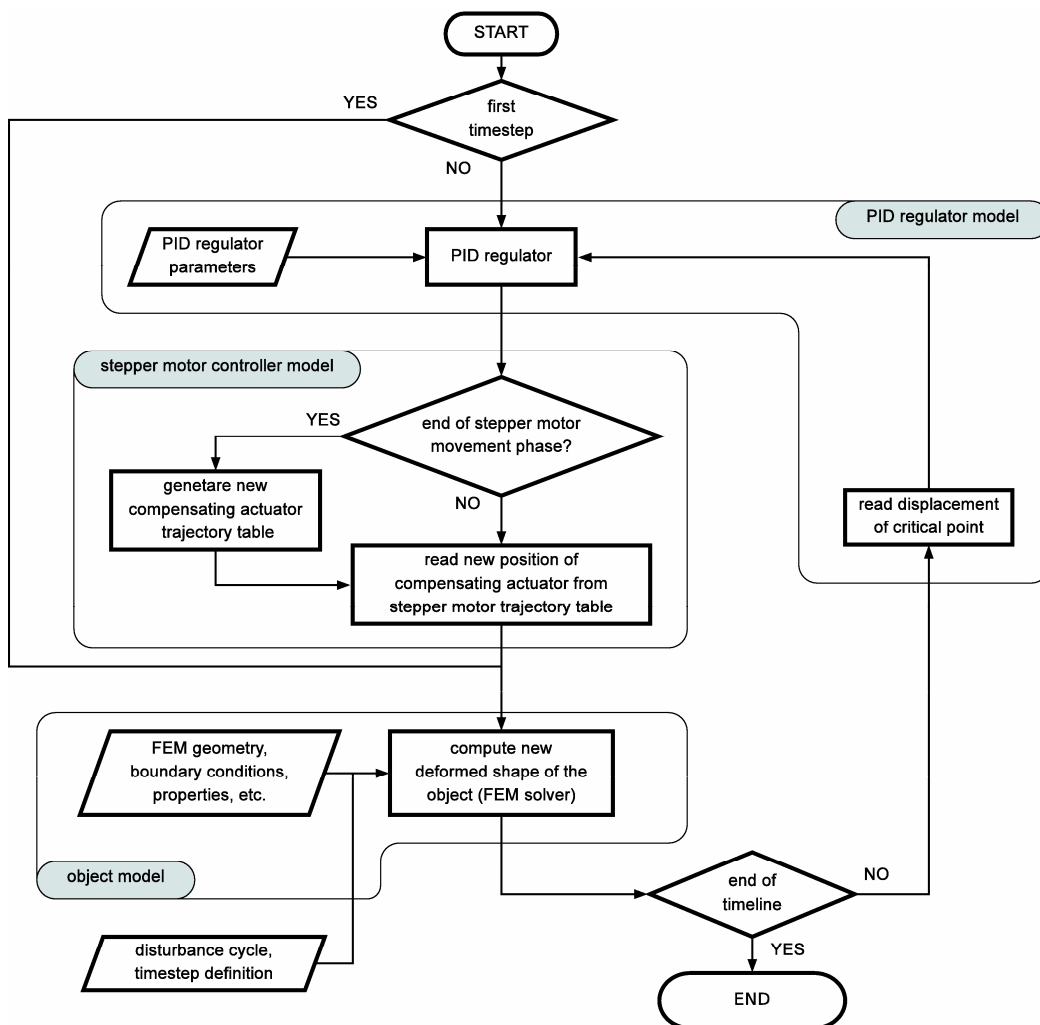 START
YES
first
timestep
NO
PID regulator model
PID regulator
parameters
PID regulator
stepper motor controller model
YES
end of stepper motor
movement phase?
genetare new
compensating actuator
trajectory table
NO
read displacement
of critical point
read new position of
compensating actuator from
stepper motor trajectory table
FEM geometry,
boundary conditions,
properties, etc.
compute new
deformed shape of the
object (FEM solver)
object model
end of
timeline
NO
disturbance cycle,
timestep definition
YES
END